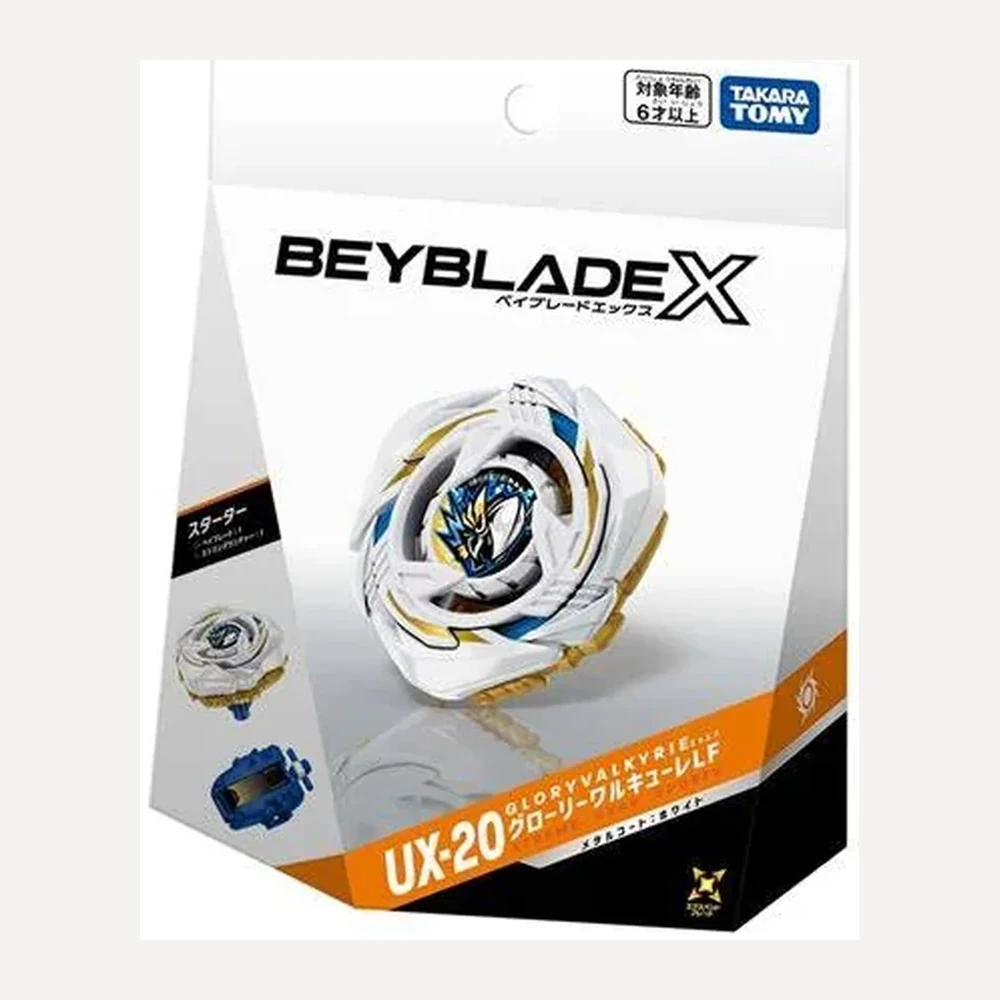 対象年齢
6才以上
TAKARA
TOMY
BEYBLADE X
ベイブレードエックス
スターター
GLORYVALKYRIE
UX-20 グローリーワルキューレLF
メタルコート:ホワイト